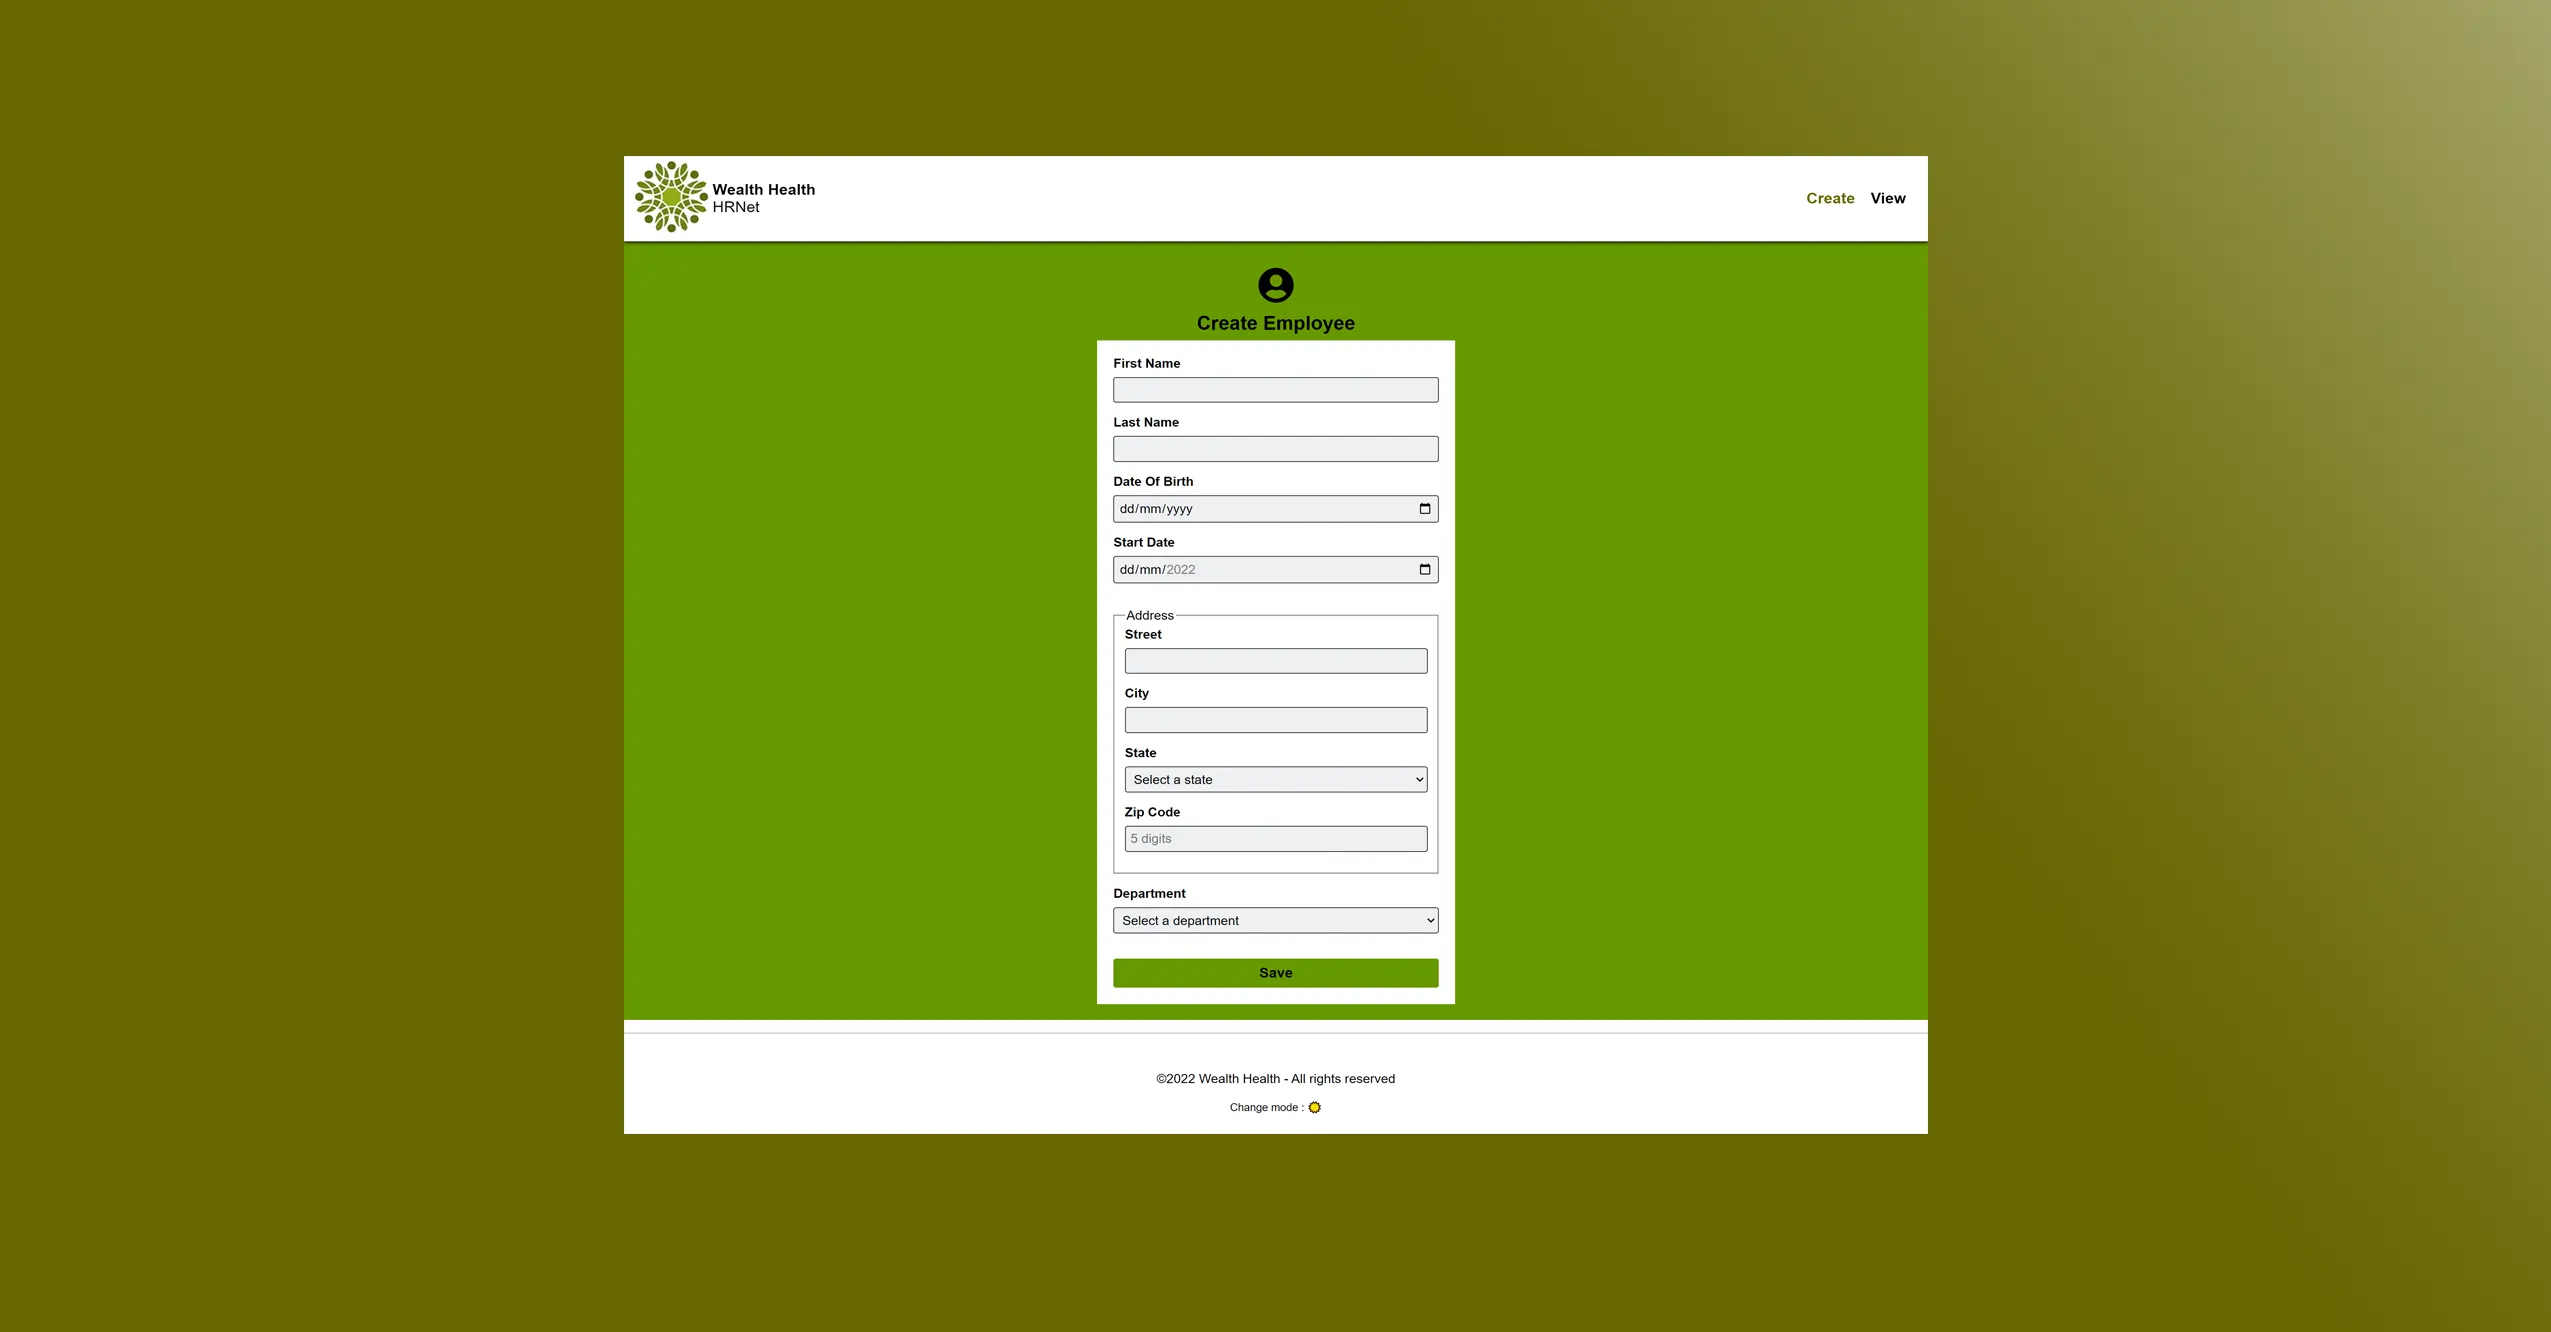 Wealth Health
HRNet
Create View
Create Employee
First Name
Last Name
Date Of Birth
dd/mm/yyyy
Start Date
dd/mm/2022
Address
Street
City
State
Select a state
Zip Code
5 digits
Department
Select a department
Save
©2022 Wealth Health - All rights reserved
Change mode :